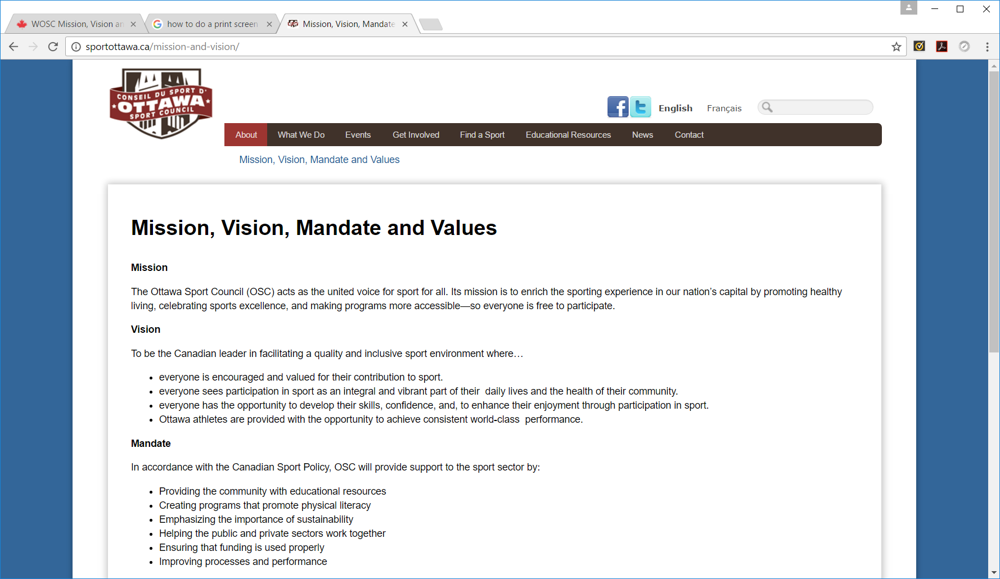 WOSC Mission, Vision an
how to do a print screen
Mission, Vision, Mandate
sportottawa.ca/mission-and-vision/
CONSEIL DU SPORT D'
OTTAWA
SPORT COUNCIL
English Français
About What We Do Events Get Involved Find a Sport Educational Resources News Contact
Mission, Vision, Mandate and Values
Mission, Vision, Mandate and Values
Mission
The Ottawa Sport Council (OSC) acts as the united voice for sport for all. Its mission is to enrich the sporting experience in our nation’s capital by promoting healthy
living, celebrating sports excellence, and making programs more accessible—so everyone is free to participate.
Vision
To be the Canadian leader in facilitating a quality and inclusive sport environment where…
• everyone is encouraged and valued for their contribution to sport.
• everyone sees participation in sport as an integral and vibrant part of their  daily lives and the health of their community.
• everyone has the opportunity to develop their skills, confidence, and, to enhance their enjoyment through participation in sport.
• Ottawa athletes are provided with the opportunity to achieve consistent world-class  performance.
Mandate
In accordance with the Canadian Sport Policy, OSC will provide support to the sport sector by:
• Providing the community with educational resources
• Creating programs that promote physical literacy
• Emphasizing the importance of sustainability
• Helping the public and private sectors work together
• Ensuring that funding is used properly
• Improving processes and performance